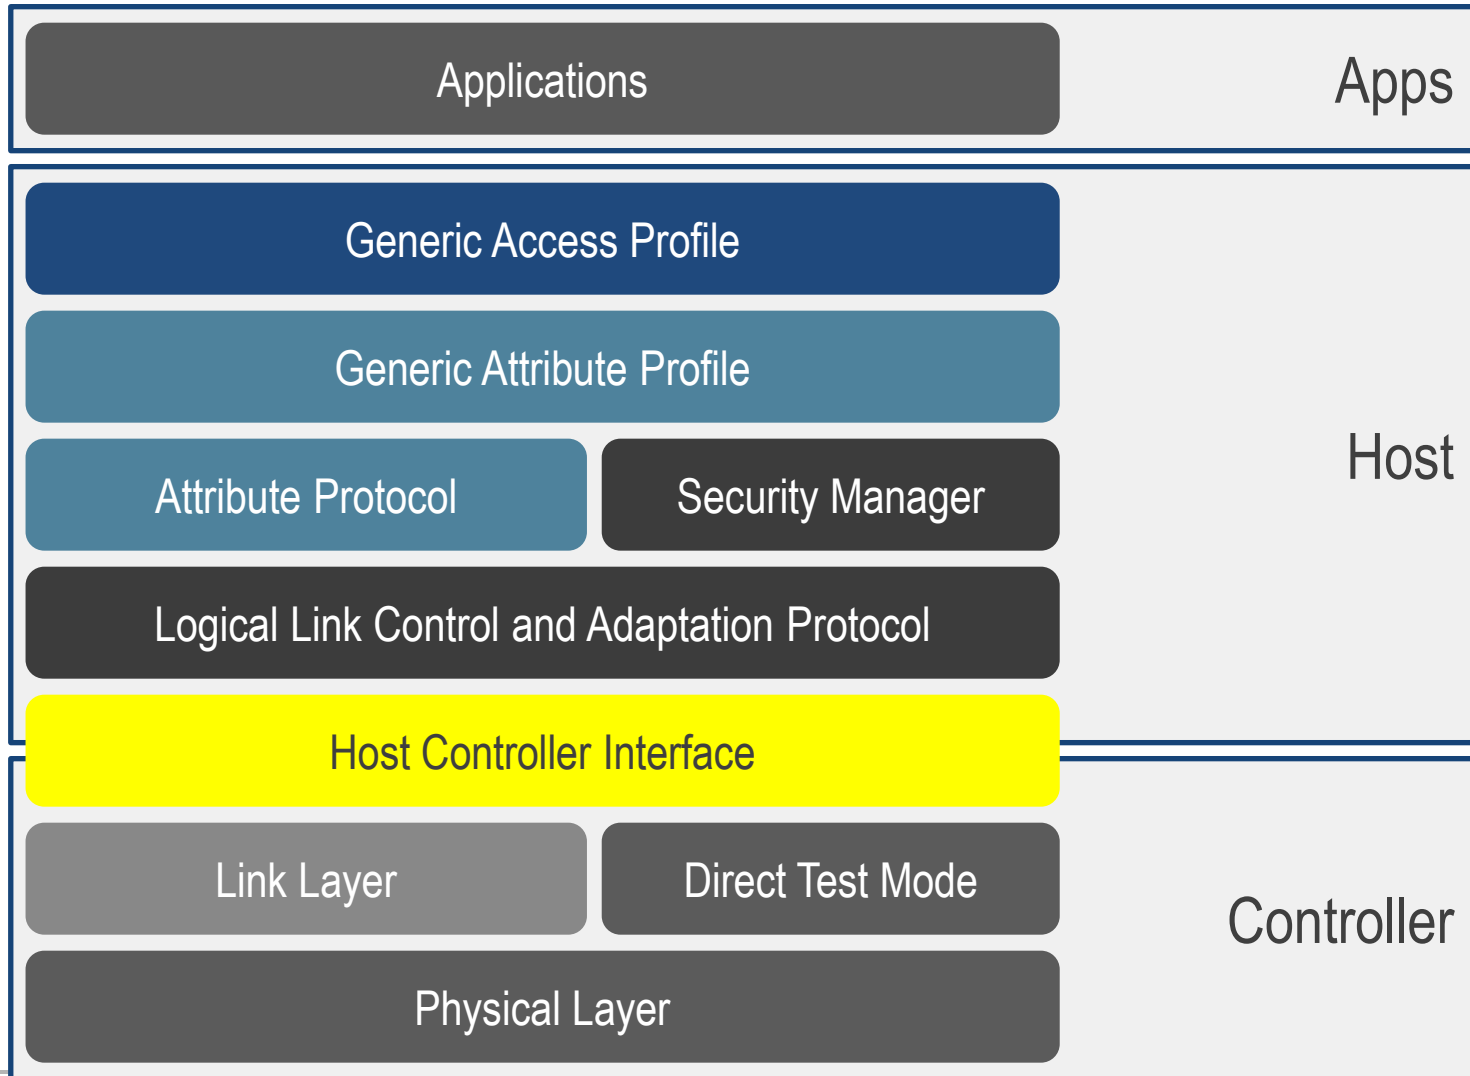 Applications
Apps
Generic Access Profile
Generic Attribute Profile
Attribute Protocol
Security Manager
Host
Logical Link Control and Adaptation Protocol
Host Controller Interface
Link Layer
Direct Test Mode
Controller
Physical Layer